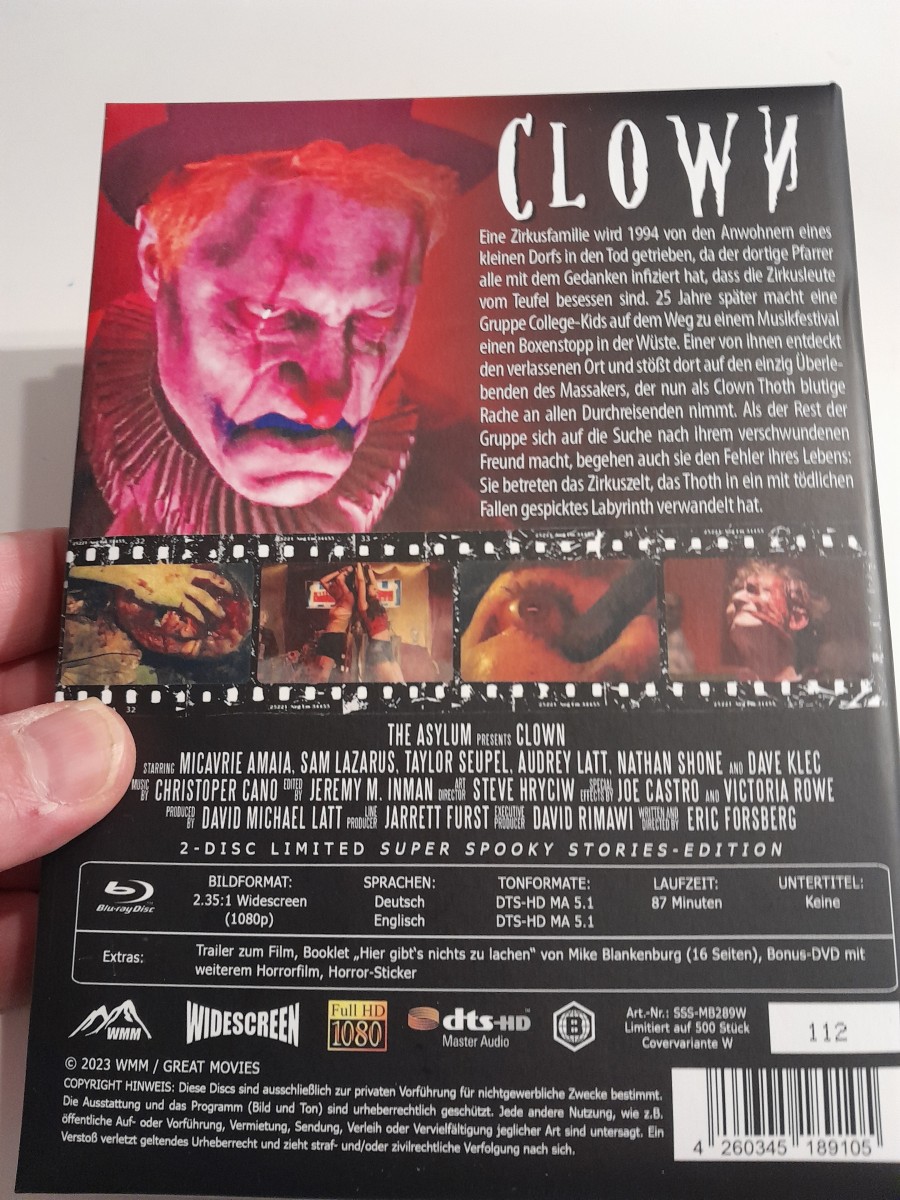 CLOWN
Eine Zirkusfamilie wird 1994 von den Anwohnern eines
kleinen Dorfs in den Tod getrieben, da der dortige Pfarrer
alle mit dem Gedanken infiziert hat, dass die Zirkusleute
vom Teufel besessen sind. 25 Jahre später macht eine
Gruppe College-Kids auf dem Weg zu einem Musikfestival
einen Boxenstopp in der Wüste. Einer von ihnen entdeckt
den verlassenen Ort und stößt dort auf den einzig Überle-
benden des Massakers, der nun als Clown Thoth blutige
Rache an allen Durchreisenden nimmt. Als der Rest der
Gruppe sich auf die Suche nach ihrem verschwundenen
Freund macht, begehen auch sie den Fehler ihres Lebens:
Sie betreten das Zirkuszelt, das Thoth in ein mit tödlichen
Fallen gespicktes Labyrinth verwandelt hat.
32 33
32
THE ASYLUM PRESENTS CLOWN
STARRING MICAVRIE AMAIA, SAM LAZARUS, TAYLOR SEUPEL, AUDREY LATT, NATHAN SHONE AND DAVE KLEC
MUSIC BY CHRISTOPER CANO EDITED BY JEREMY M. INMAN ART DIRECTOR STEVE HRYCIW SPECIAL EFFECTS BY JOE CASTRO AND VICTORIA ROWE
PRODUCED BY DAVID MICHAEL LATT LINE PRODUCER JARRETT FURST EXECUTIVE PRODUCER DAVID RIMAWI WRITTEN AND DIRECTED BY ERIC FORSBERG
2-DISC LIMITED SUPER SPOOKY STORIES-EDITION
Blu-ray Disc
BILDFORMAT: SPRACHEN: TONFORMATE: LAUFZEIT: UNTERTITEL:
2.35:1 Widescreen Deutsch DTS-HD MA 5.1 87 Minuten Keine
(1080p) Englisch DTS-HD MA 5.1
Extras: Trailer zum Film, Booklet „Hier gibt's nichts zu lachen" von Mike Blankenburg (16 Seiten), Bonus-DVD mit
weiterem Horrorfilm, Horror-Sticker
WMM WIDESCREEN Full HD 1080 dts-HD Master Audio B
Art.-Nr.: SSS-MB289W
Limitiert auf 500 Stück
Covervariante W
112
© 2023 WMM / GREAT MOVIES
COPYRIGHT HINWEIS: Diese Discs sind ausschließlich zur privaten Vorführung für nichtgewerbliche Zwecke bestimmt.
Die Ausstattung und das Programm (Bild und Ton) sind urheberrechtlich geschützt. Jede andere Nutzung, wie z.B.
öffentliche Auf- oder Vorführung, Vermietung, Sendung, Verleih oder Vervielfältigung jeglicher Art sind untersagt. Ein
Verstoß verletzt geltendes Urheberrecht und zieht straf- und/oder zivilrechtliche Verfolgung nach sich.
4 260345 189105